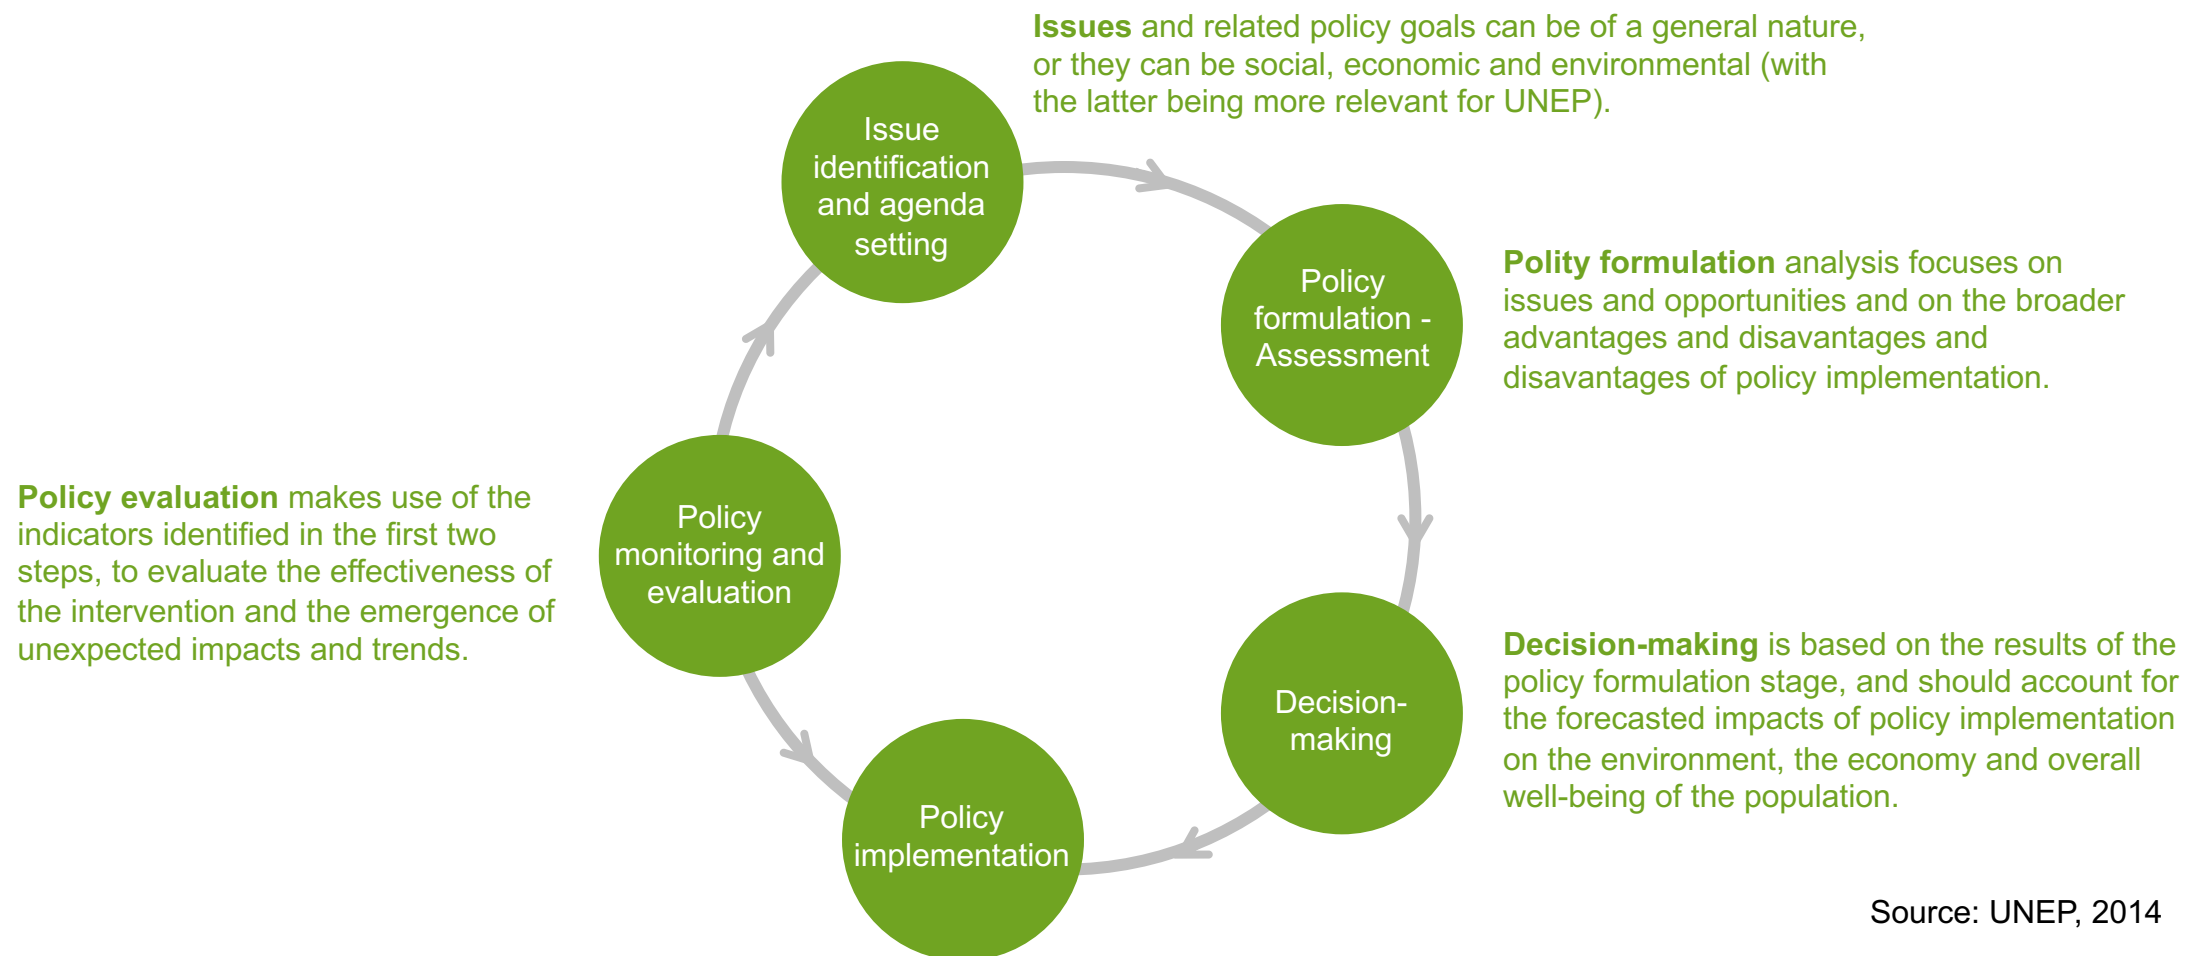 Issues and related policy goals can be of a general nature,
or they can be social, economic and environmental (with
the latter being more relevant for UNEP).
Issue
identification
and agenda
setting
Policy
formulation -
Assessment
Polity formulation analysis focuses on
issues and opportunities and on the broader
advantages and disavantages and
disavantages of policy implementation.
Policy evaluation makes use of the
indicators identified in the first two
steps, to evaluate the effectiveness of
the intervention and the emergence of
unexpected impacts and trends.
Policy
monitoring and
evaluation
Decision-
making
Decision-making is based on the results of the
policy formulation stage, and should account for
the forecasted impacts of policy implementation
on the environment, the economy and overall
well-being of the population.
Policy
implementation
Source: UNEP, 2014